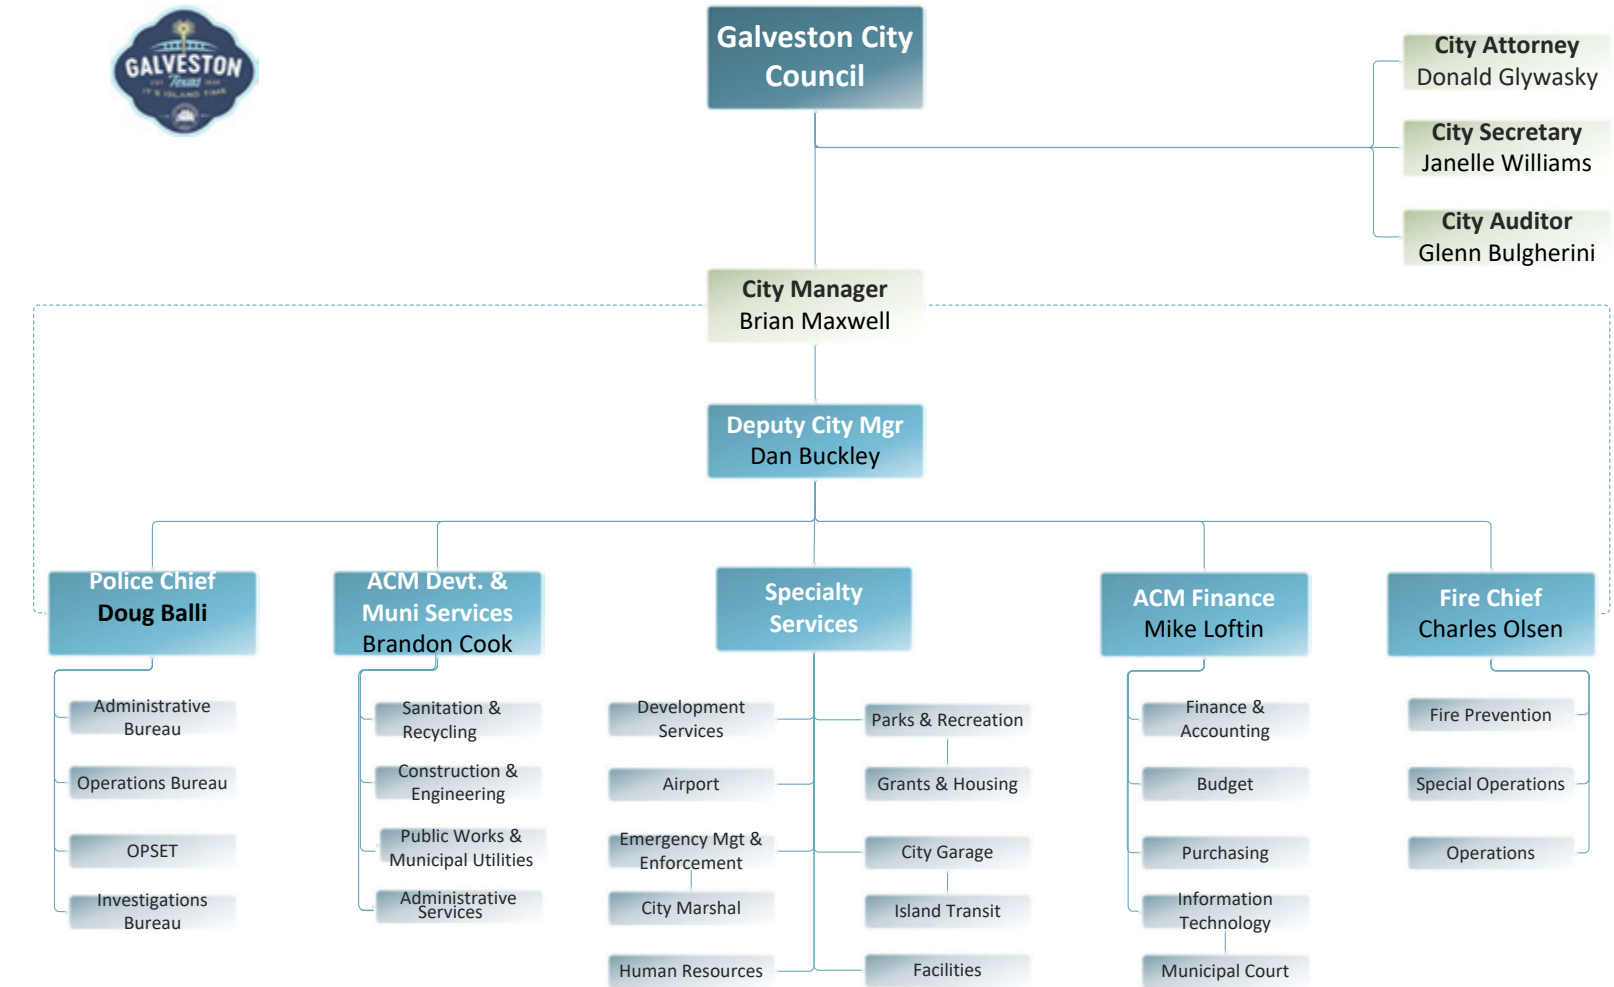 GALVESTON
Texas
IT'S ISLAND TIME
Galveston City
Council
City Attorney
Donald Glywasky
City Secretary
Janelle Williams
City Auditor
Glenn Bulgherini
City Manager
Brian Maxwell
Deputy City Mgr
Dan Buckley
Police Chief
Doug Balli
ACM Devt. &
Muni Services
Brandon Cook
Specialty
Services
ACM Finance
Mike Loftin
Fire Chief
Charles Olsen
Administrative
Bureau
Operations Bureau
OPSET
Investigations
Bureau
Sanitation &
Recycling
Construction &
Engineering
Public Works &
Municipal Utilities
Administrative
Services
Development
Services
Airport
Emergency Mgt &
Enforcement
City Marshal
Human Resources
Parks & Recreation
Grants & Housing
City Garage
Island Transit
Facilities
Finance &
Accounting
Budget
Purchasing
Information
Technology
Municipal Court
Fire Prevention
Special Operations
Operations